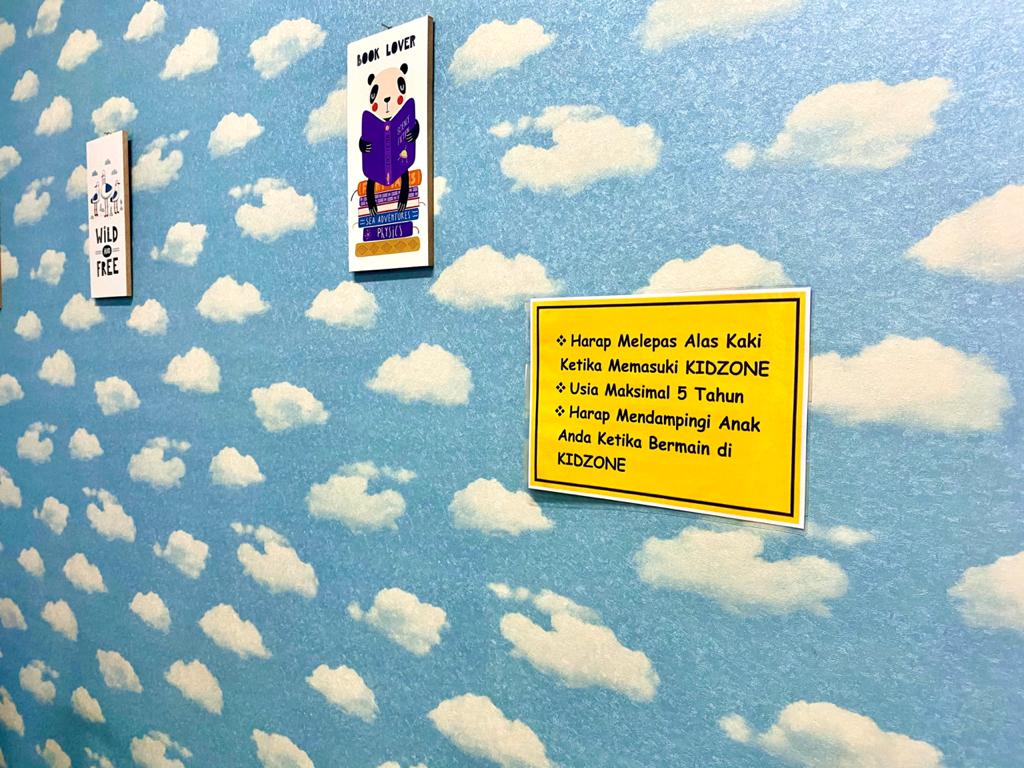 BOOK LOVER
SEA ADVENTURES
PHYSICS
WILD
AND
FREE
❖ Harap Melepas Alas Kaki
Ketika Memasuki KIDZONE
❖ Usia Maksimal 5 Tahun
❖ Harap Mendampingi Anak
Anda Ketika Bermain di
KIDZONE